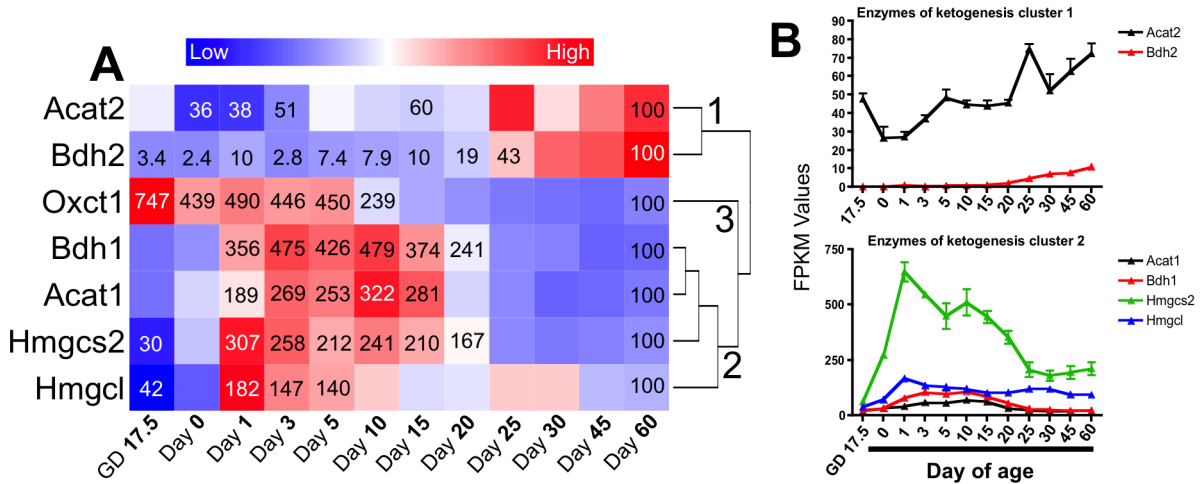 A
Low High
Acat2 36 38 51 60 100
Bdh2 3.4 2.4 10 2.8 7.4 7.9 10 19 43 100
Oxct1 747 439 490 446 450 239 100
Bdh1 356 475 426 479 374 241 100
Acat1 189 269 253 322 281 100
Hmgcs2 30 307 258 212 241 210 167 100
Hmgcl 42 182 147 140 100
1
3
2
GD 17.5 Day 0 Day 1 Day 3 Day 5 Day 10 Day 15 Day 20 Day 25 Day 30 Day 45 Day 60
B
Enzymes of ketogenesis cluster 1
90
80
70
60
50
40
30
20
10
0
17.5 0 1 3 5 10 15 20 25 30 45 60
Acat2
Bdh2
FPKM Values
Enzymes of ketogenesis cluster 2
750
500
250
0
GD 17.5 0 1 3 5 10 15 20 25 30 45 60
Day of age
Acat1
Bdh1
Hmgcs2
Hmgcl